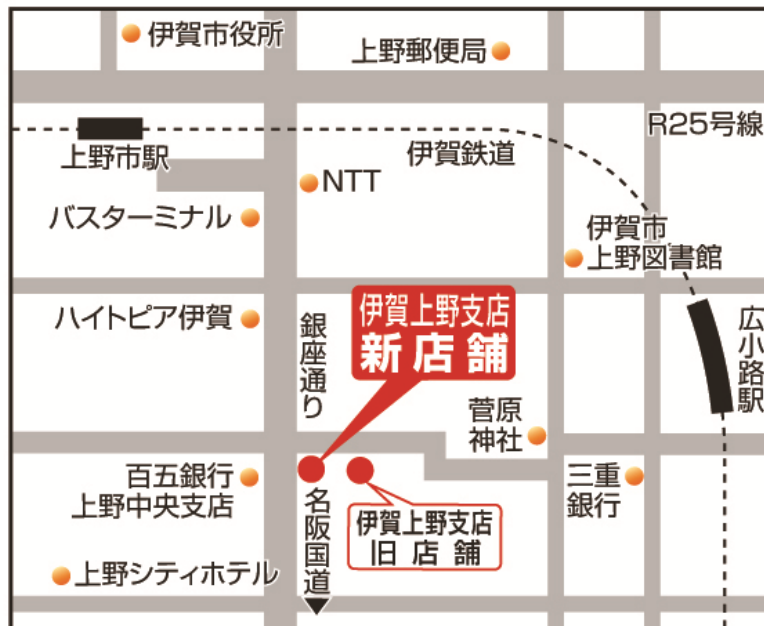 伊賀市役所
上野郵便局
R25号線
上野市駅
伊賀鉄道
NTT
バスターミナル
伊賀市
上野図書館
ハイトピア伊賀
銀座通り
伊賀上野支店
新店舗
広小路駅
菅原
神社
百五銀行
上野中央支店
名阪国道
伊賀上野支店
旧店舗
三重
銀行
上野シティホテル